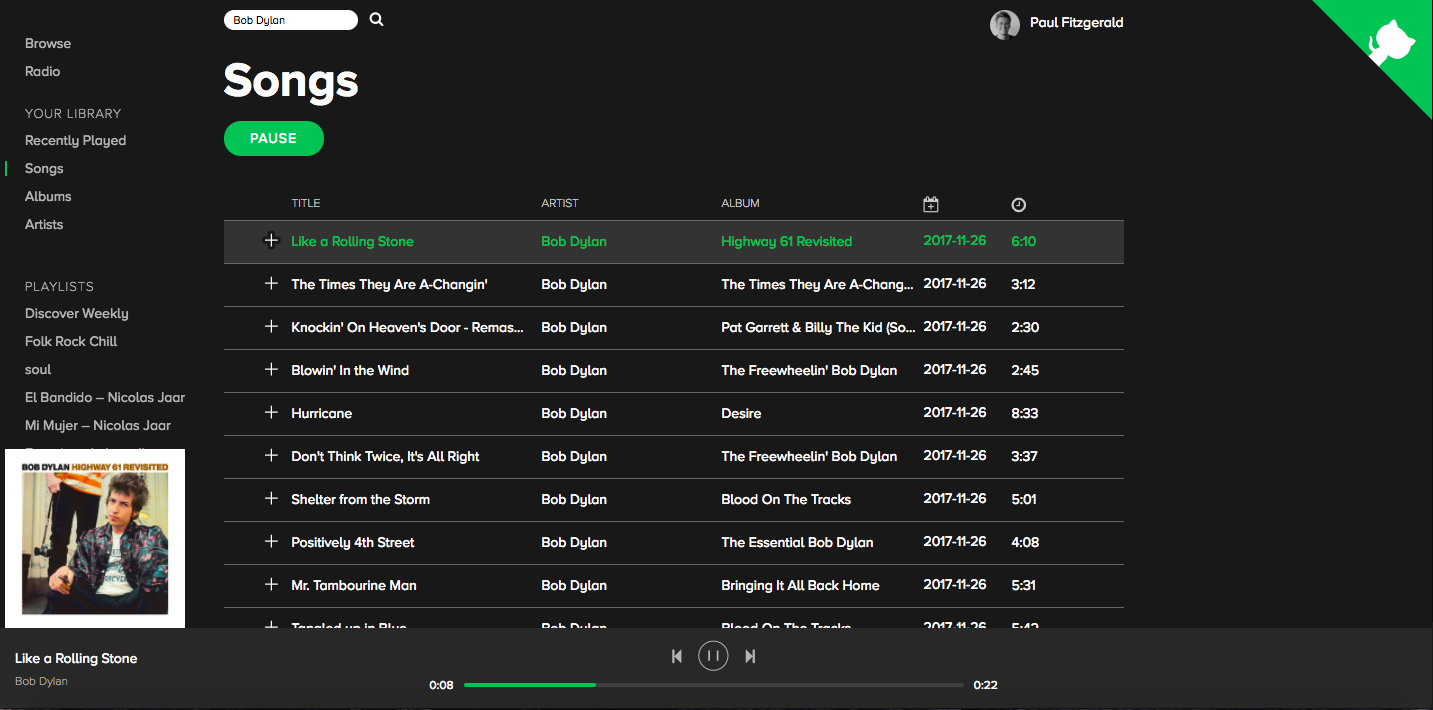 Bob Dylan
Paul Fitzgerald
Browse
Radio
YOUR LIBRARY
Recently Played
Songs
Albums
Artists
PLAYLISTS
Discover Weekly
Folk Rock Chill
soul
El Bandido – Nicolas Jaar
Mi Mujer – Nicolas Jaar
BOB DYLAN HIGHWAY 61 REVISITED
Songs
PAUSE
TITLE ARTIST ALBUM
Like a Rolling Stone Bob Dylan Highway 61 Revisited 2017-11-26 6:10
The Times They Are A-Changin' Bob Dylan The Times They Are A-Chang... 2017-11-26 3:12
Knockin' On Heaven's Door - Remas... Bob Dylan Pat Garrett & Billy The Kid (So... 2017-11-26 2:30
Blowin' In the Wind Bob Dylan The Freewheelin' Bob Dylan 2017-11-26 2:45
Hurricane Bob Dylan Desire 2017-11-26 8:33
Don't Think Twice, It's All Right Bob Dylan The Freewheelin' Bob Dylan 2017-11-26 3:37
Shelter from the Storm Bob Dylan Blood On The Tracks 2017-11-26 5:01
Positively 4th Street Bob Dylan The Essential Bob Dylan 2017-11-26 4:08
Mr. Tambourine Man Bob Dylan Bringing It All Back Home 2017-11-26 5:31
Tangled up in Blue Bob Dylan Blood On The Tracks 2017-11-26 5:42
Like a Rolling Stone
Bob Dylan
0:08 0:22